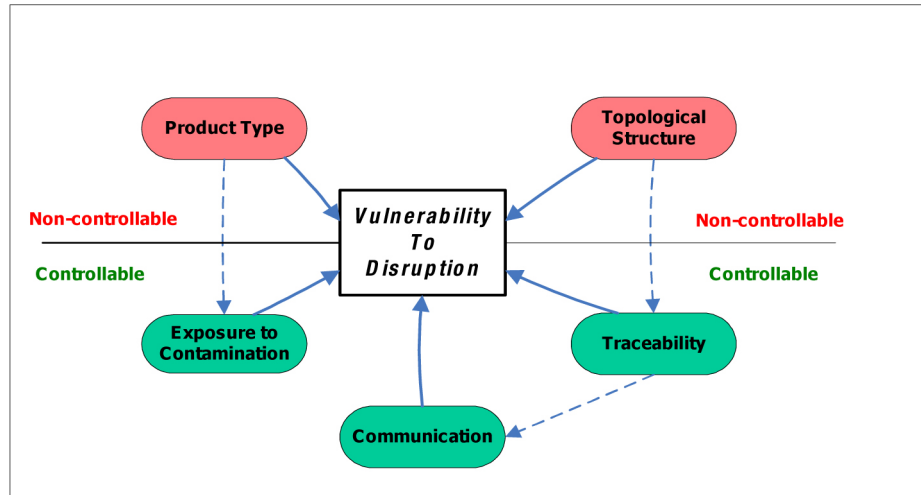 Product Type
Topological
Structure
Non-controllable
Vulnerability
To
Disruption
Non-controllable
Controllable
Controllable
Exposure to
Contamination
Traceability
Communication